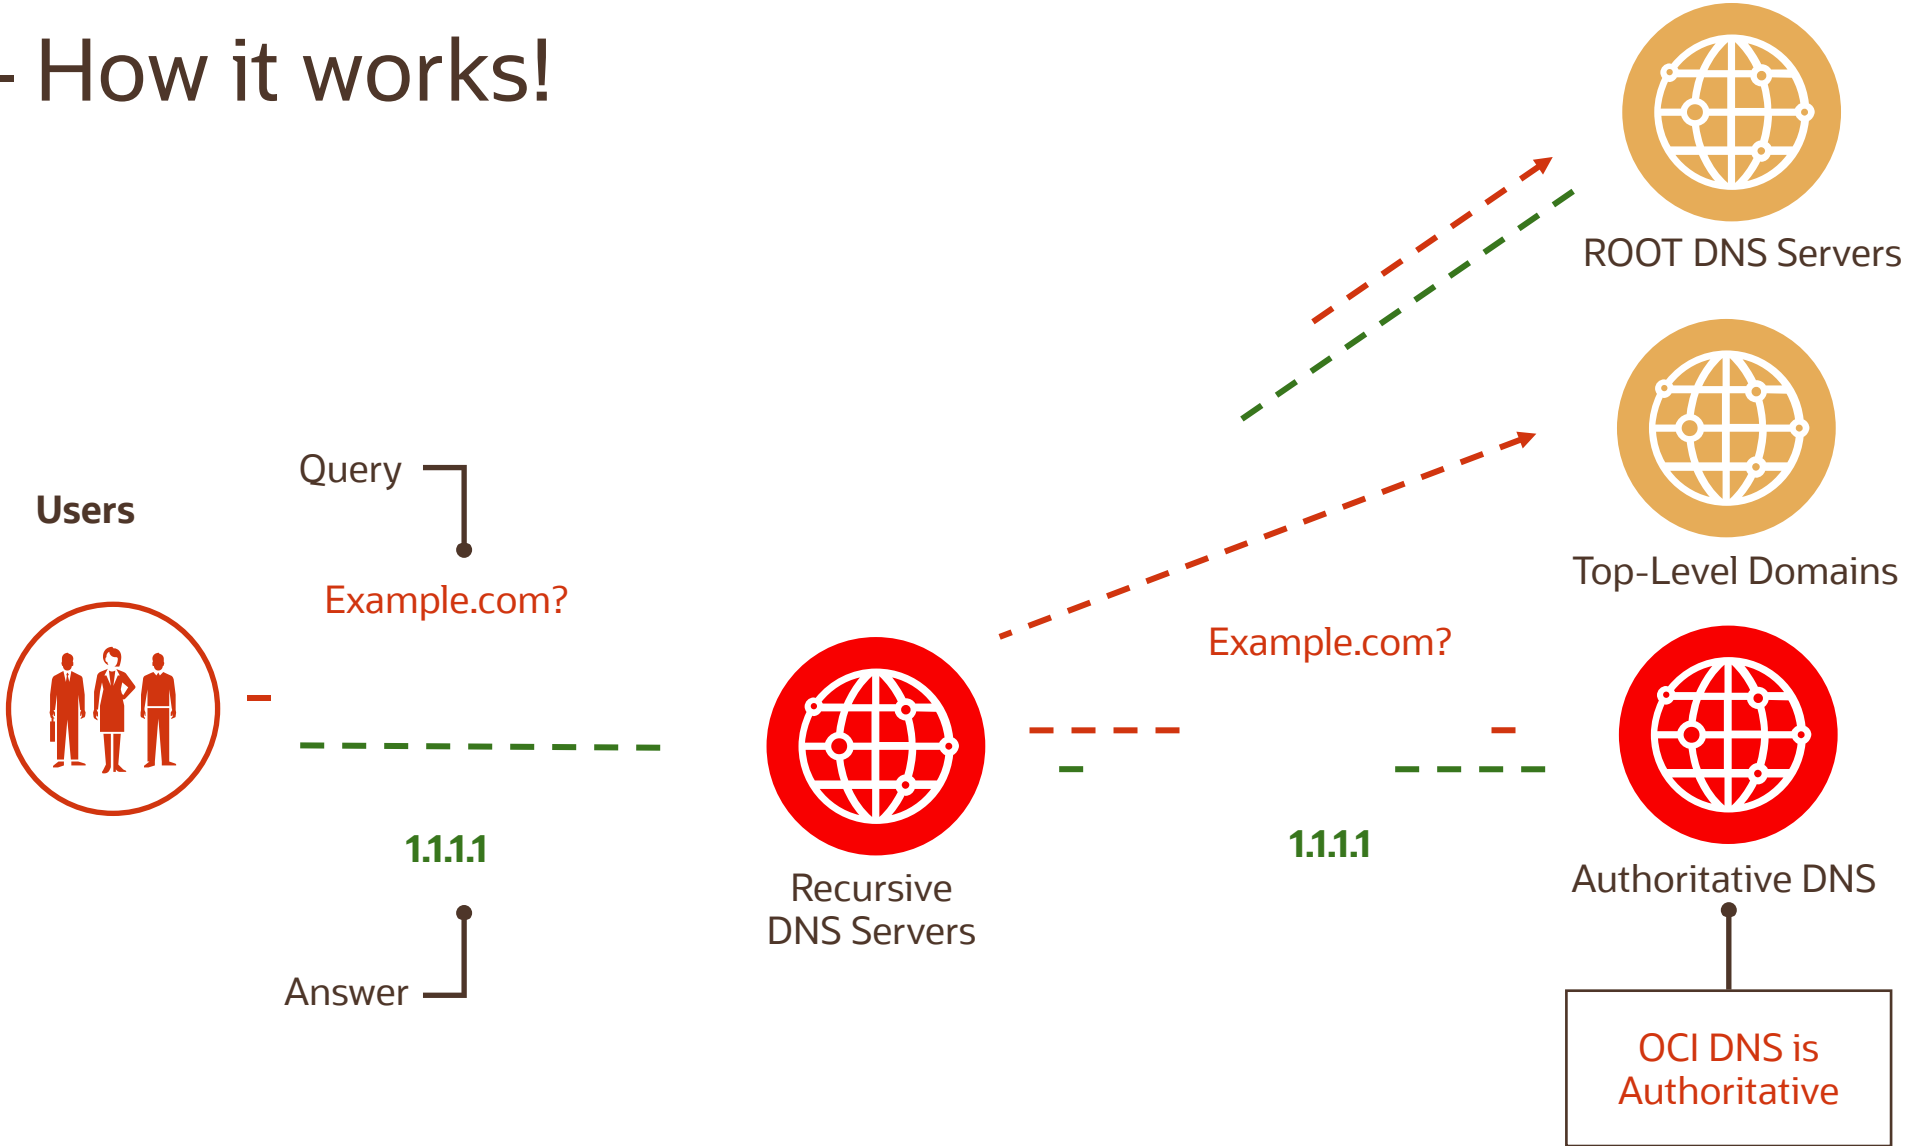 - How it works!
ROOT DNS Servers
Query
Users
Example.com?
Top-Level Domains
Example.com?
1.1.1.1
1.1.1.1
Recursive
DNS Servers
Authoritative DNS
Answer
OCI DNS is
Authoritative